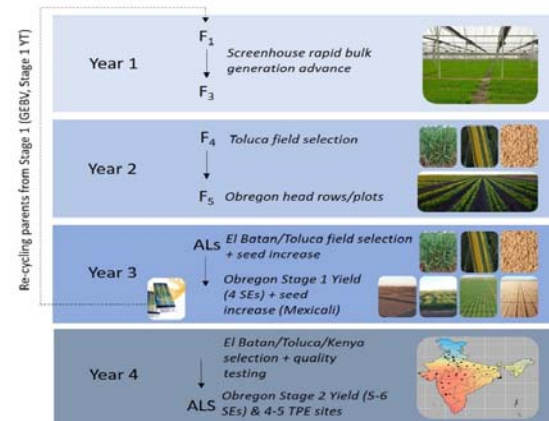 Re-cycling parents from Stage 1 (GEBV, Stage 1 YT)
Year 1
F1
Screenhouse rapid bulk
generation advance
F3
Year 2
F4
Toluca field selection
F5
Obregon head rows/plots
Year 3
ALs
El Batan/Toluca field selection
+ seed increase
Obregon Stage 1 Yield
(4 SEs) + seed
increase (Mexicali)
Year 4
El Batan/Toluca/Kenya
selection + quality
testing
ALS
Obregon Stage 2 Yield (5-6
SEs) & 4-5 TPE sites